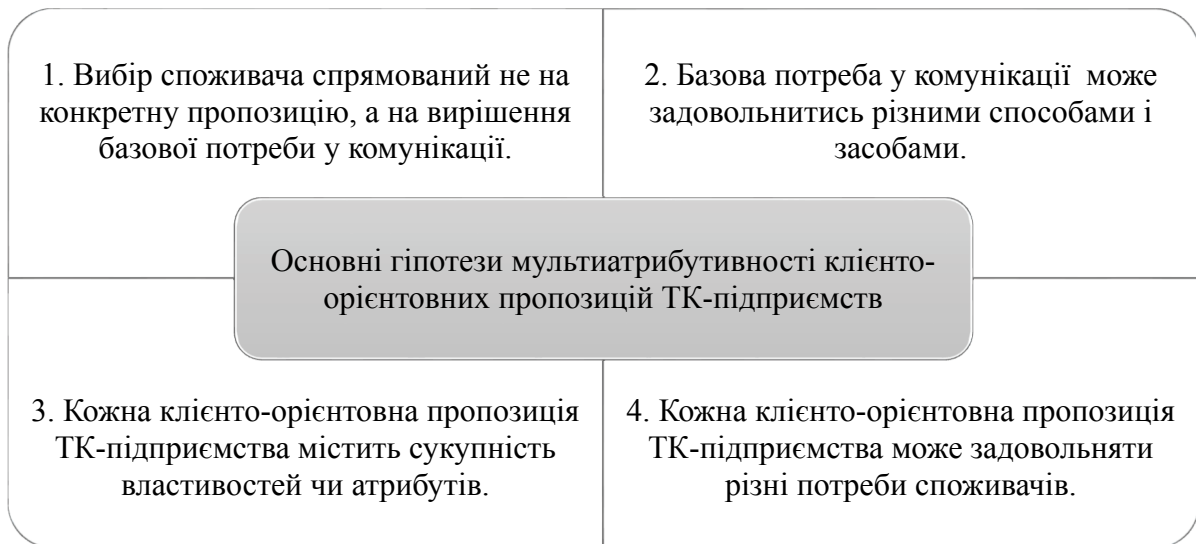 1. Вибір споживача спрямований не на
конкретну пропозицію, а на вирішення
базової потреби у комунікації.
2. Базова потреба у комунікації може
задовольнитись різними способами і
засобами.
Основні гіпотези мультиатрибутивності клієнто-
орієнтовних пропозицій ТК-підприємств
3. Кожна клієнто-орієнтовна пропозиція
ТК-підприємства містить сукупність
властивостей чи атрибутів.
4. Кожна клієнто-орієнтовна пропозиція
ТК-підприємства може задовольняти
різні потреби споживачів.